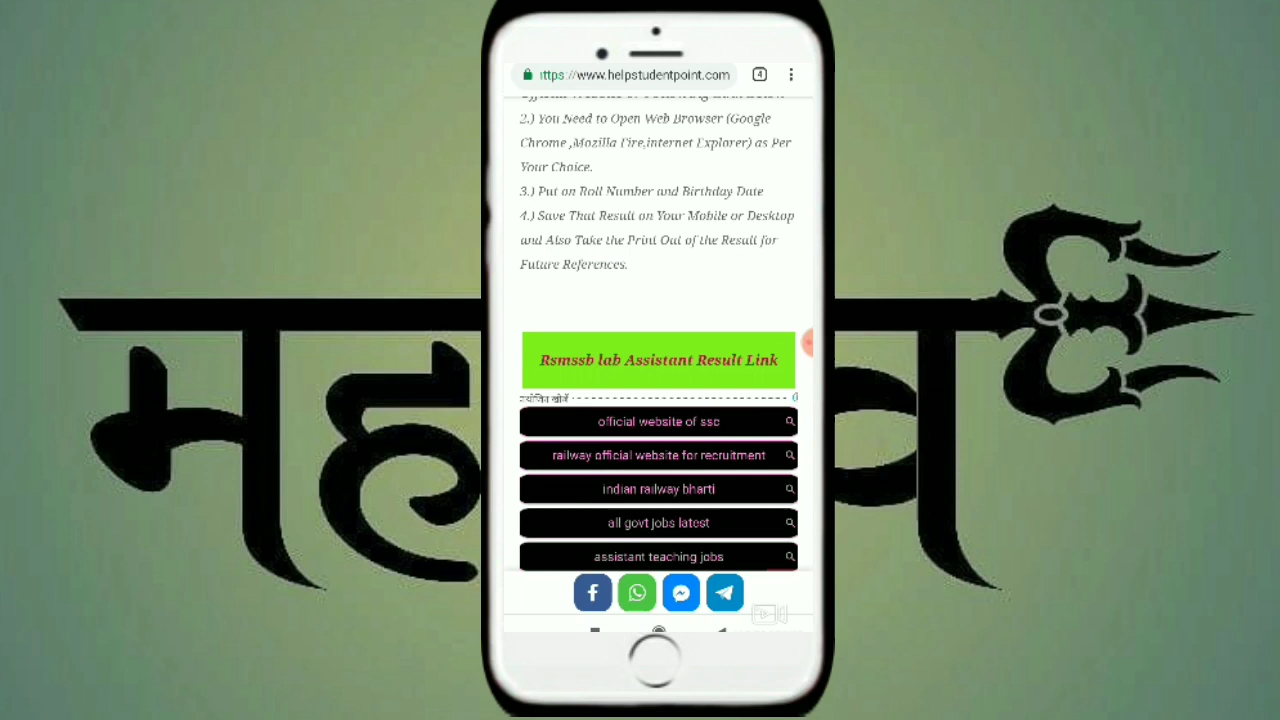 https://www.helpstudentpoint.com
4
2.) You Need to Open Web Browser (Google
Chrome ,Mozilla Fire,internet Explorer) as Per
Your Choice.
3.) Put on Roll Number and Birthday Date
4.) Save That Result on Your Mobile or Desktop
and Also Take the Print Out of the Result for
Future References.
Rsmssb lab Assistant Result Link
official website of ssc
railway official website for recruitment
indian railway bharti
all govt jobs latest
assistant teaching jobs